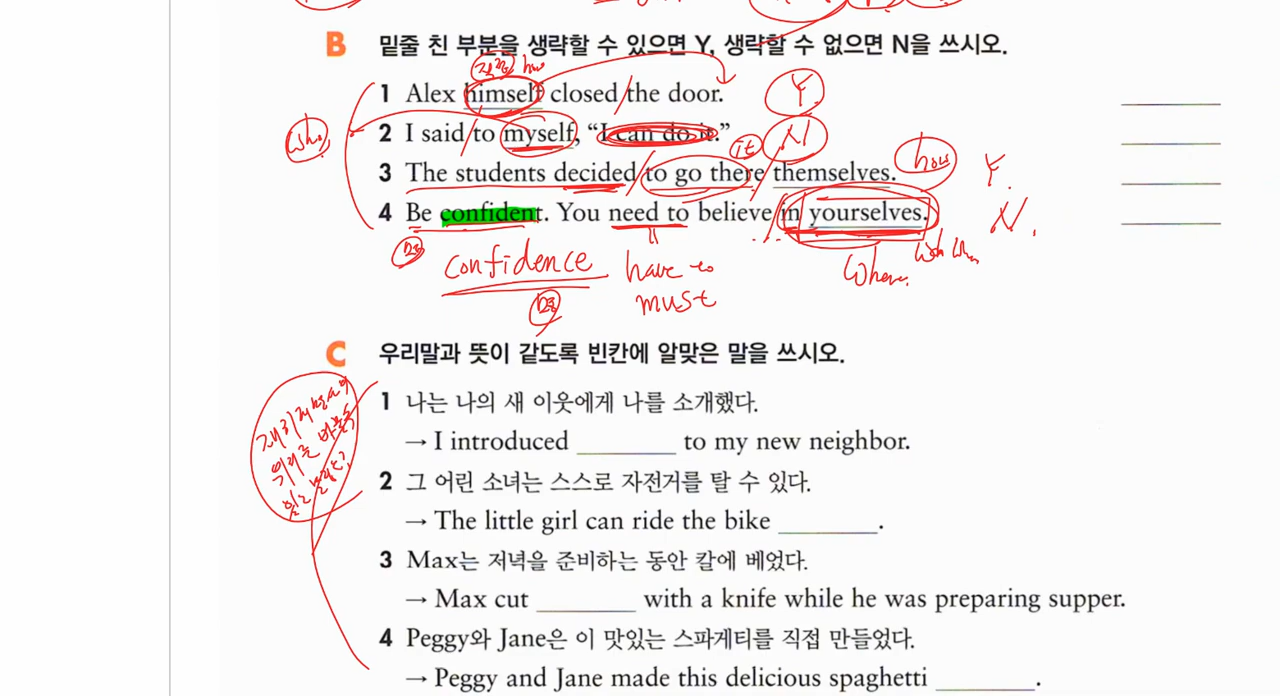 B 밑줄 친 부분을 생략할 수 있으면 Y, 생략할 수 없으면 N을 쓰시오.
how
1 Alex himself closed the door. Y
who
2 I said to myself, “I can do it.” N
it how
3 The students decided to go there themselves. Y.
4 Be confident. You need to believe in yourselves. N.
confidence have to where
must
C 우리말과 뜻이 같도록 빈칸에 알맞은 말을 쓰시오.
1 나는 나의 새 이웃에게 나를 소개했다.
→ I introduced ________ to my new neighbor.
2 그 어린 소녀는 스스로 자전거를 탈 수 있다.
→ The little girl can ride the bike ________.
3 Max는 저녁을 준비하는 동안 칼에 베었다.
→ Max cut ________ with a knife while he was preparing supper.
4 Peggy와 Jane은 이 맛있는 스파게티를 직접 만들었다.
→ Peggy and Jane made this delicious spaghetti ________.